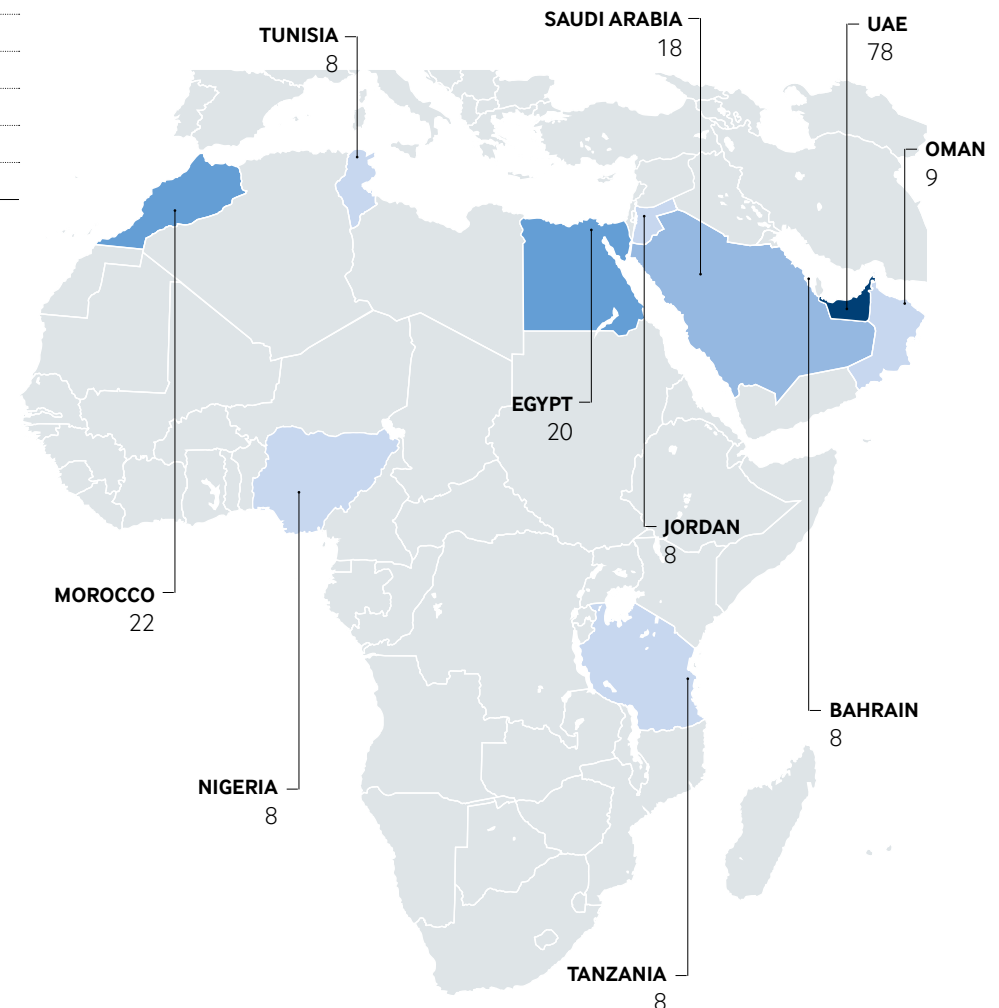 SAUDI ARABIA
18
UAE
78
TUNISIA
8
OMAN
9
EGYPT
20
JORDAN
8
MOROCCO
22
BAHRAIN
8
NIGERIA
8
TANZANIA
8